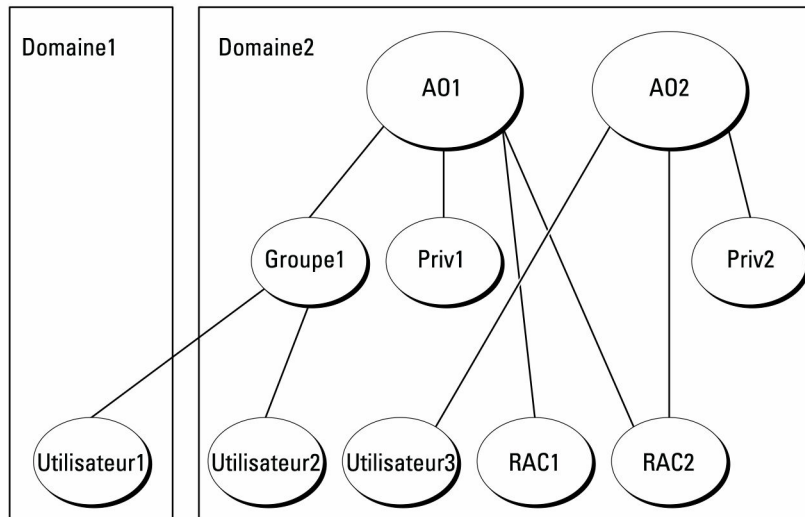 Domaine1
Domaine2
AO1
AO2
Groupe1
Priv1
Priv2
Utilisateur1
Utilisateur2
Utilisateur3
RAC1
RAC2